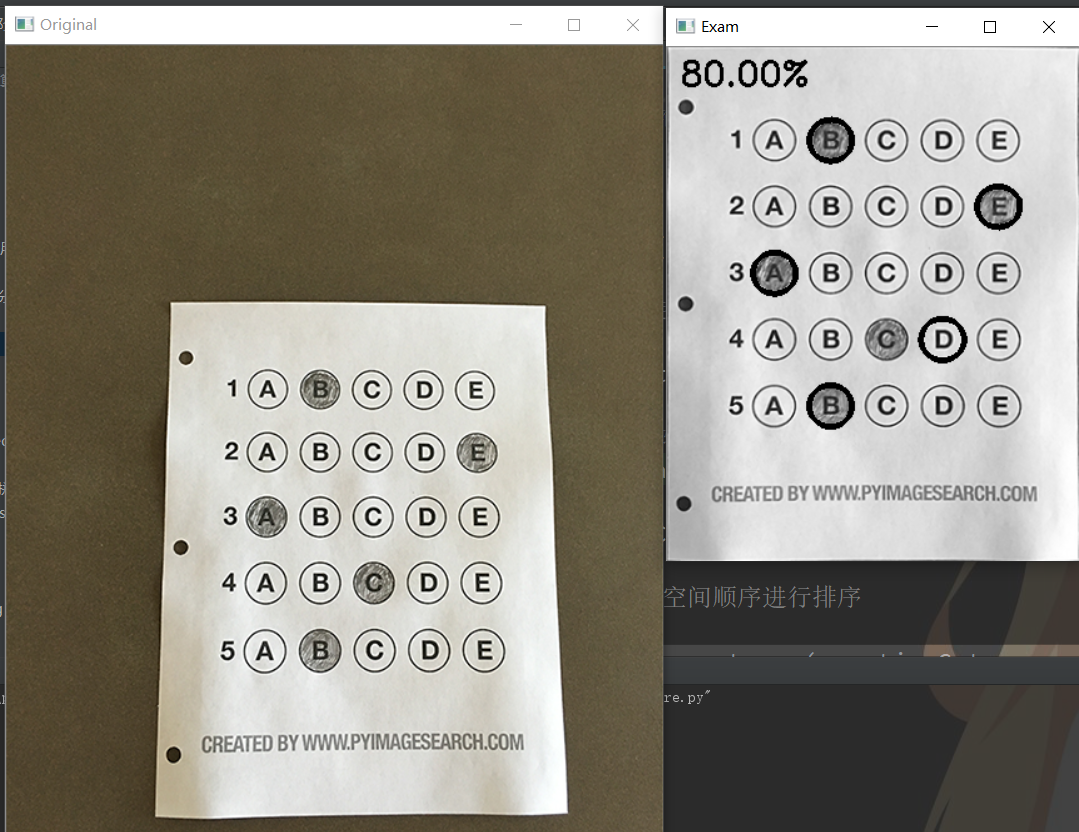 Original
1 A B C D E
2 A B C D E
3 A B C D E
4 A B C D E
5 A B C D E
CREATED BY WWW.PYIMAGESEARCH.COM
Exam
80.00%
1 A B C D E
2 A B C D E
3 A B C D E
4 A B C D E
5 A B C D E
CREATED BY WWW.PYIMAGESEARCH.COM
空间顺序进行排序
re.py"